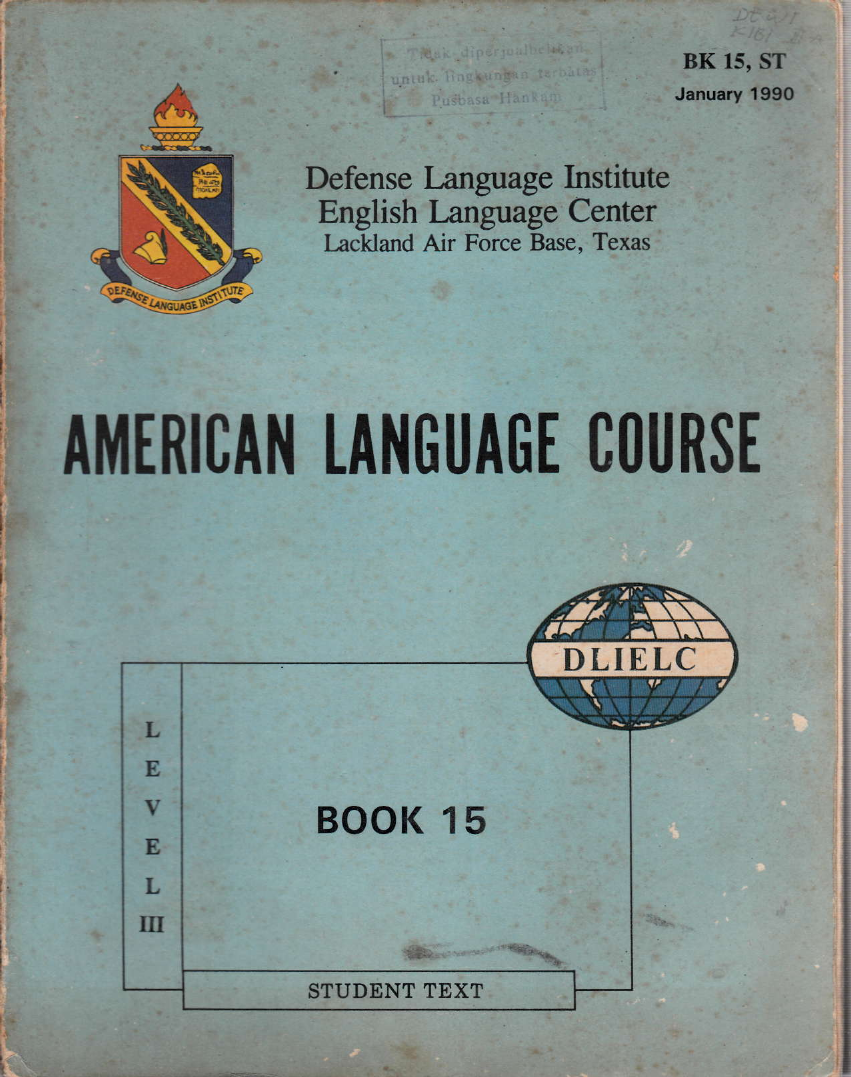 BK 15, ST
January 1990
Tidak diperjualbelikan
untuk lingkungan terbatas
Pusbasa Hankam
Defense Language Institute
English Language Center
Lackland Air Force Base, Texas
DEFENSE LANGUAGE INSTITUTE
AMERICAN LANGUAGE COURSE
DLIELC
LEVEL III
BOOK 15
STUDENT TEXT